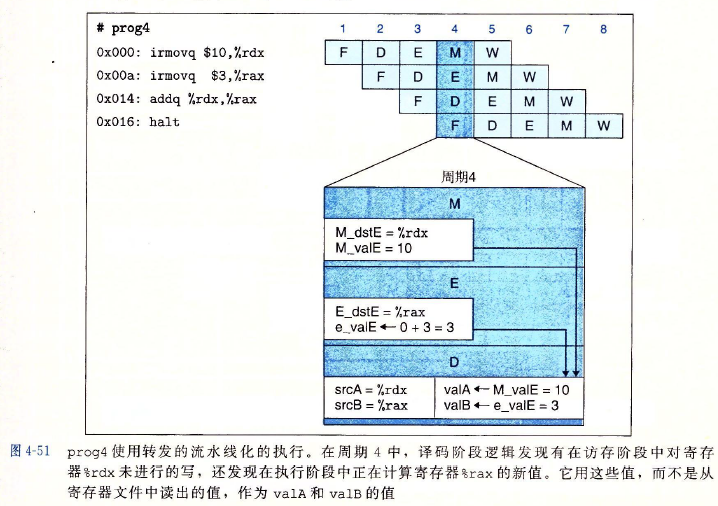 # prog4
0x000: irmovq $10,%rdx
0x00a: irmovq $3,%rax
0x014: addq %rdx,%rax
0x016: halt
1 2 3 4 5 6 7 8
F D E M W
F D E M W
F D E M W
F D E M W
周期4
M
M_dstE = %rdx
M_valE = 10
E
E_dstE = %rax
e_valE ← 0 + 3 = 3
D
srcA = %rdx valA ← M_valE = 10
srcB = %rax valB ← e_valE = 3
图 4-51 prog4 使用转发的流水线化的执行。在周期 4 中，译码阶段逻辑发现有在访存阶段中对寄存
器%rdx 未进行的写，还发现在执行阶段中正在计算寄存器%rax 的新值。它用这些值，而不是从
寄存器文件中读出的值，作为 valA 和 valB 的值